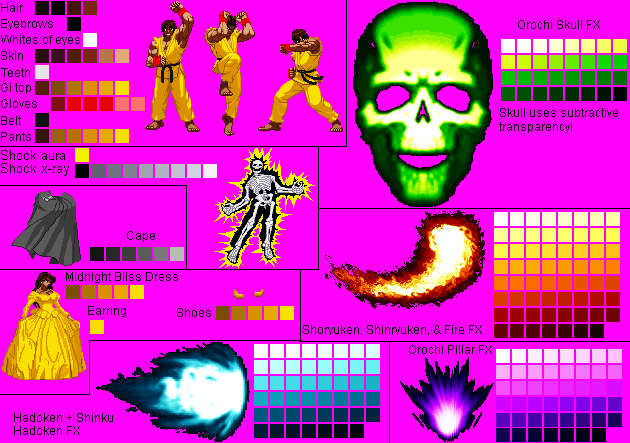 Hair
Eyebrows
Whites of eyes
Skin
Teeth
Gi top
Gloves
Belt
Pants
Shock aura
Shock x-ray
Orochi Skull FX
Skull uses subtractive
transparency!
Cape
Midnight Bliss Dress
Earring
Shoes
Shoryuken, Shinryuken, & Fire FX
Hadoken + Shinku
Hadoken FX
Orochi Pillar FX